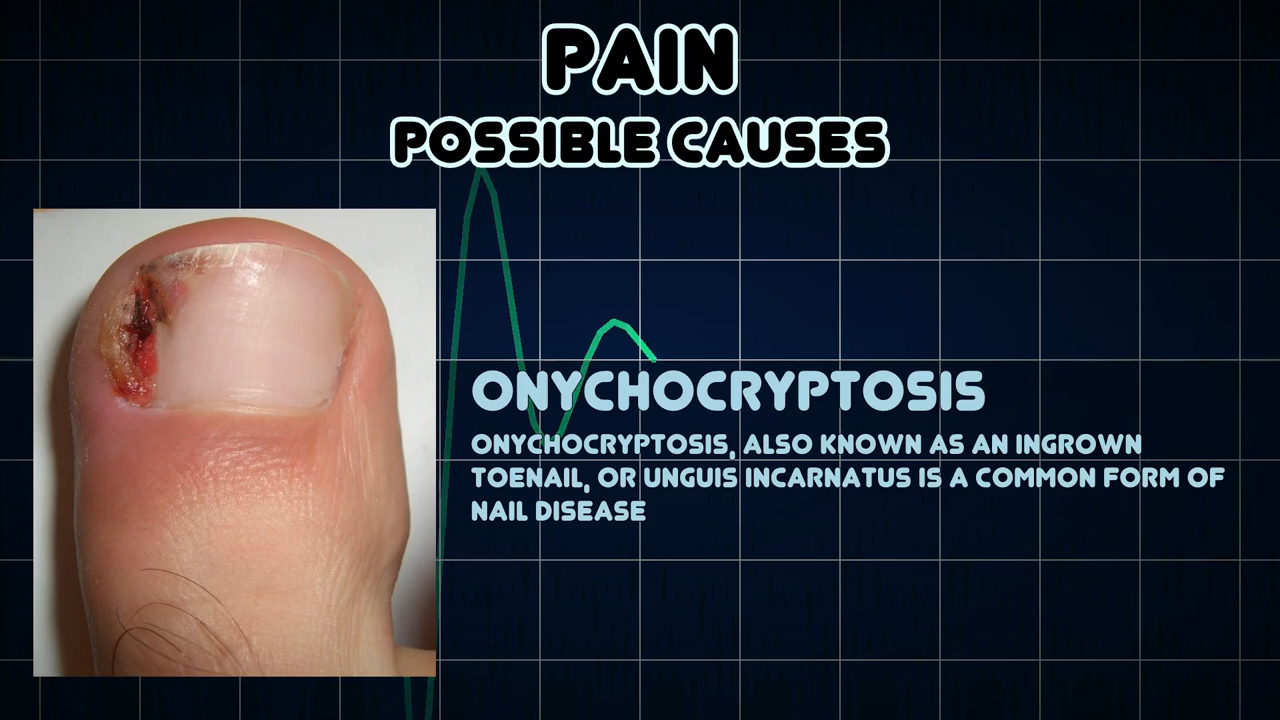 PAIN
POSSIBLE CAUSES
ONYCHOCRYPTOSIS
ONYCHOCRYPTOSIS, ALSO KNOWN AS AN INGROWN
TOENAIL, OR UNGUIS INCARNATUS IS A COMMON FORM OF
NAIL DISEASE